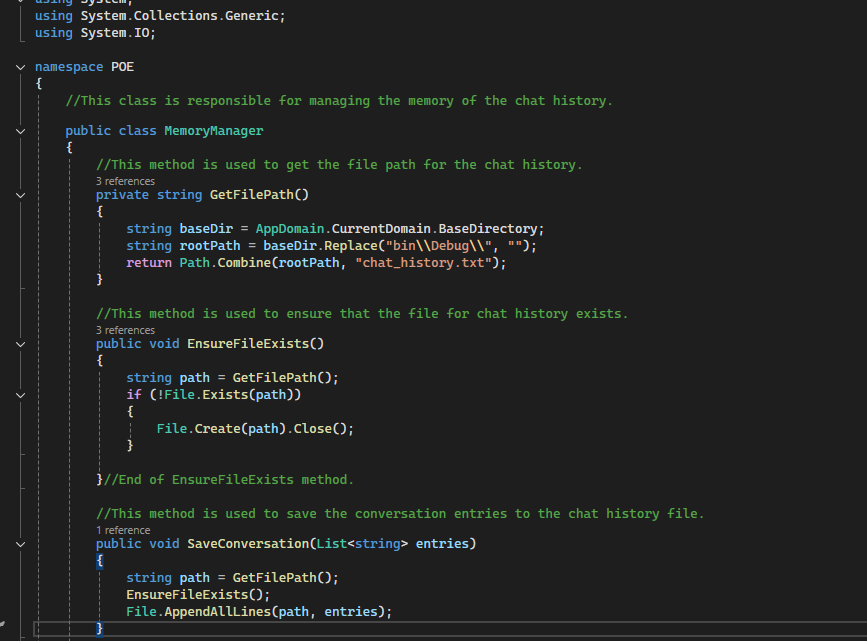 using System;
using System.Collections.Generic;
using System.IO;
namespace POE
{
//This class is responsible for managing the memory of the chat history.
public class MemoryManager
{
//This method is used to get the file path for the chat history.
3 references
private string GetFilePath()
{
string baseDir = AppDomain.CurrentDomain.BaseDirectory;
string rootPath = baseDir.Replace("bin\\Debug\\", "");
return Path.Combine(rootPath, "chat_history.txt");
}
//This method is used to ensure that the file for chat history exists.
3 references
public void EnsureFileExists()
{
string path = GetFilePath();
if (!File.Exists(path))
{
File.Create(path).Close();
}
}//End of EnsureFileExists method.
//This method is used to save the conversation entries to the chat history file.
1 reference
public void SaveConversation(List<string> entries)
{
string path = GetFilePath();
EnsureFileExists();
File.AppendAllLines(path, entries);
}